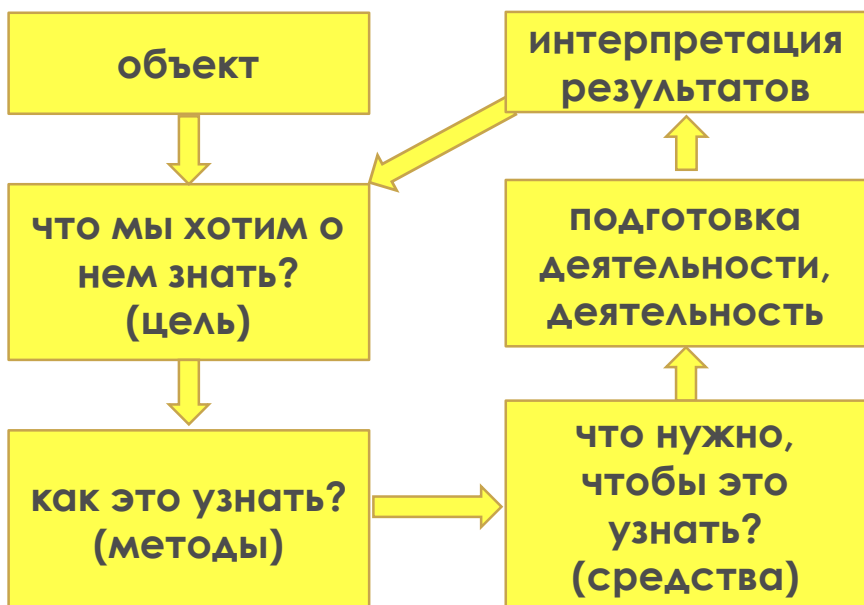 объект
что мы хотим о
нем знать?
(цель)
как это узнать?
(методы)
что нужно,
чтобы это
узнать?
(средства)
подготовка
деятельности,
деятельность
интерпретация
результатов